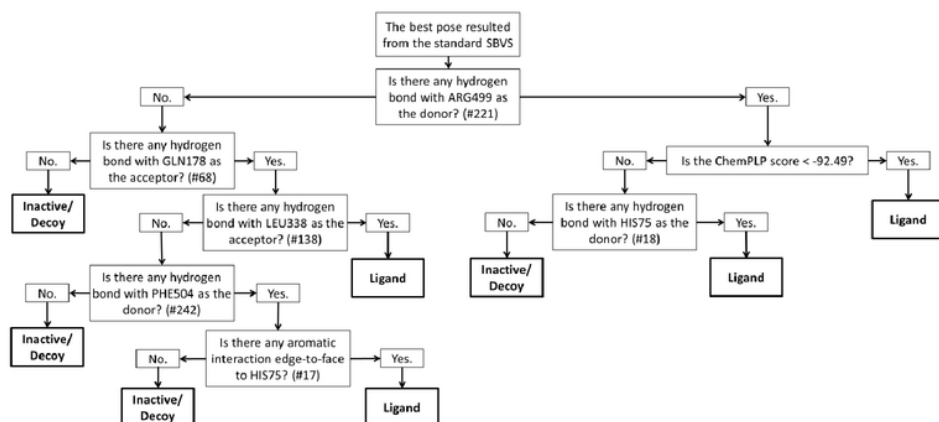 The best pose resulted
from the standard SBVS
Is there any hydrogen
bond with ARG499 as
the donor? (#221)
No.
Yes.
Is there any hydrogen
bond with GLN178 as
the acceptor? (#68)
No.
Yes.
Inactive/
Decoy
Is there any hydrogen
bond with LEU338 as
the acceptor? (#138)
No.
Yes.
Ligand
Is there any hydrogen
bond with PHE504 as the
donor? (#242)
No.
Yes.
Inactive/
Decoy
Is there any aromatic
interaction edge-to-face
to HIS75? (#17)
No.
Yes.
Inactive/
Decoy
Ligand
Is the ChemPLP score < -92.49?
No.
Yes.
Ligand
Is there any hydrogen
bond with HIS75 as the
donor? (#18)
No.
Yes.
Inactive/
Decoy
Ligand